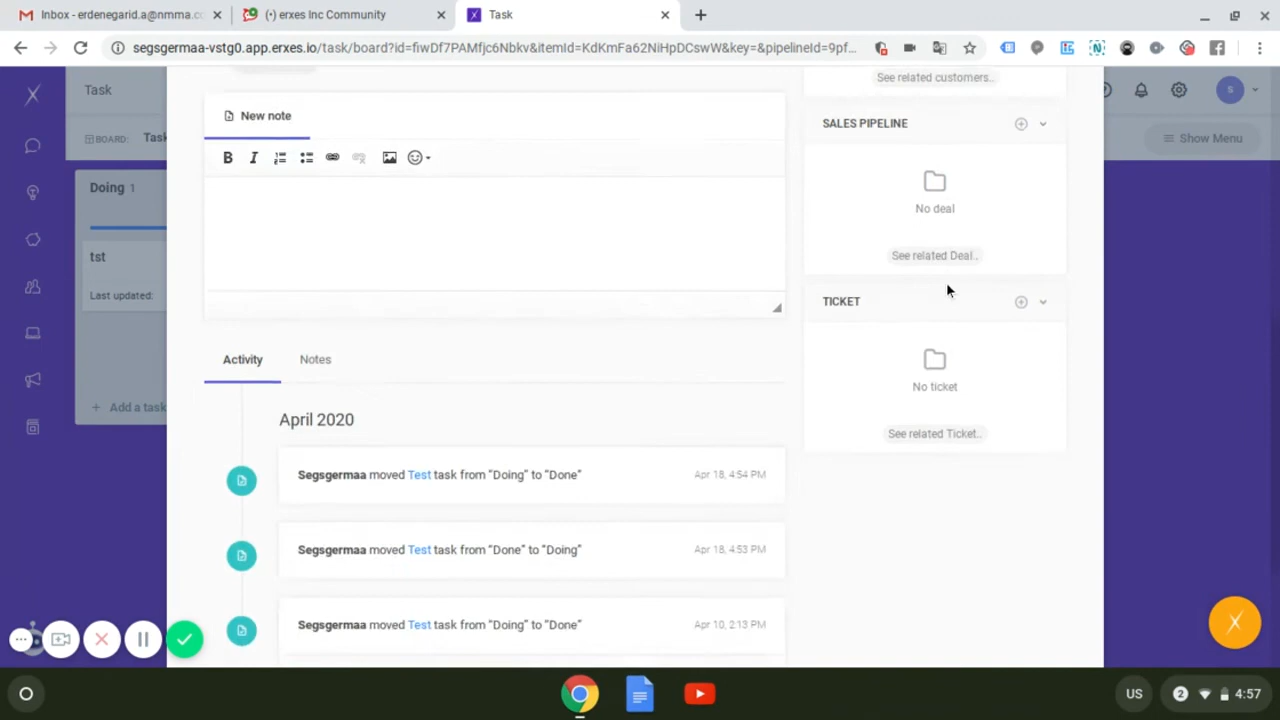 Inbox - erdenegarid.a@nmma.co
(•) erxes Inc Community
Task
segsgermaa-vstg0.app.erxes.io/task/board?id=fiwDf7PAMfjc6Nbkv&itemId=KdKmFa62NiHpDCswW&key=&pipelineId=9pf...
Task
S
BOARD: Task
Show Menu
Doing 1
tst
Last updated:
+ Add a task
New note
B I
Activity
Notes
April 2020
Segsgermaa moved Test task from "Doing" to "Done"
Apr 18, 4:54 PM
Segsgermaa moved Test task from "Done" to "Doing"
Apr 18, 4:53 PM
Segsgermaa moved Test task from "Doing" to "Done"
Apr 10, 2:13 PM
See related customers..
SALES PIPELINE
No deal
See related Deal..
TICKET
No ticket
See related Ticket..
US
2
4:57